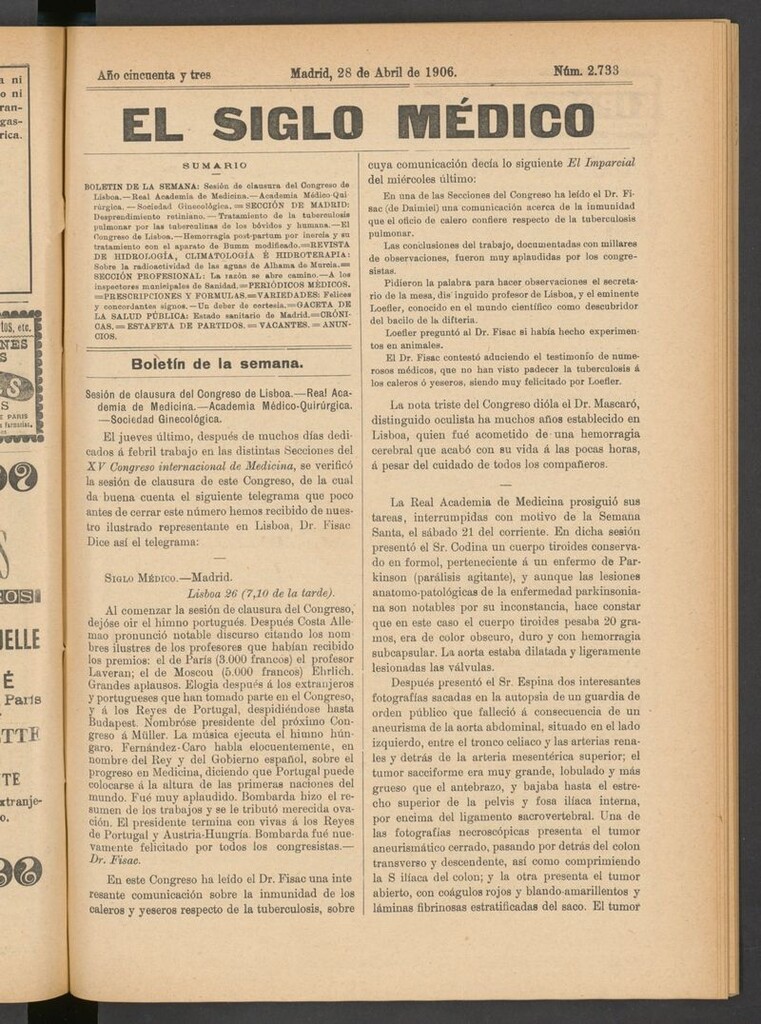 a ni
o ni
ran-
gas-
rica.
tos, etc.
NES
S
S
PARIS
ROSI
UELLE
É
Paris
TTE
TE
xtranje-
o.
Año cincuenta y tres Madrid, 28 de Abril de 1906. Núm. 2.733
EL SIGLO MÉDICO
SUMARIO
BOLETIN DE LA SEMANA: Sesión de clausura del Congreso de
Lisboa.—Real Academia de Medicina.—Academia Médico-Qui-
rúrgica. — Sociedad Ginecológica. = SECCIÓN DE MADRID:
Desprendimiento retiniano. — Tratamiento de la tuberculosis
pulmonar por las tuberculinas de los bóvidos y humana.—El
Congreso de Lisboa.—Hemorragia post-partum por inercia y su
tratamiento con el aparato de Bumm modificado.=REVISTA
DE HIDROLOGÍA, CLIMATOLOGÍA É HIDROTERAPIA:
Sobre la radioactividad de las aguas de Alhama de Murcia.=
SECCIÓN PROFESIONAL: La razón se abre camino.—A los
inspectores municipales de Sanidad.=PERIÓDICOS MÉDICOS.
=PRESCRIPCIONES Y FORMULAS.=VARIEDADES: Felices
y concordantes signos.—Un deber de cortesía.=GACETA DE
LA SALUD PÚBLICA: Estado sanitario de Madrid.=CRÓNI-
CAS. = ESTAFETA DE PARTIDOS. = VACANTES. = ANUN-
CIOS.
Boletín de la semana.
Sesión de clausura del Congreso de Lisboa.—Real Aca-
demia de Medicina.—Academia Médico-Quirúrgica.
—Sociedad Ginecológica.
El jueves último, después de muchos días dedi-
cados á febril trabajo en las distintas Secciones del
XV Congreso internacional de Medicina, se verificó
la sesión de clausura de este Congreso, de la cual
da buena cuenta el siguiente telegrama que poco
antes de cerrar este número hemos recibido de nues-
tro ilustrado representante en Lisboa, Dr. Fisac
Dice así el telegrama:
SIGLO MÉDICO.—Madrid.
Lisboa 26 (7,10 de la tarde).
Al comenzar la sesión de clausura del Congreso,
dejóse oir el himno portugués. Después Costa Alle-
mao pronunció notable discurso citando los nom
bres ilustres de los profesores que habían recibido
los premios: el de París (3.000 francos) el profesor
Laveran; el de Moscou (5.000 francos) Ehrlich.
Grandes aplausos. Elogia después á los extranjeros
y portugueses que han tomado parte en el Congreso,
y á los Reyes de Portugal, despidiéndose hasta
Budapest. Nombróse presidente del próximo Con-
greso á Müller. La música ejecuta el himno hún-
garo. Fernández-Caro habla elocuentemente, en
nombre del Rey y del Gobierno español, sobre el
progreso en Medicina, diciendo que Portugal puede
colocarse á la altura de las primeras naciones del
mundo. Fué muy aplaudido. Bombarda hizo el re-
sumen de los trabajos y se le tributó merecida ova-
ción. El presidente termina con vivas á los Reyes
de Portugal y Austria-Hungría. Bombarda fué nue-
vamente felicitado por todos los congresistas.—
Dr. Fisac.
En este Congreso ha leído el Dr. Fisac una inte
resante comunicación sobre la inmunidad de los
caleros y yeseros respecto de la tuberculosis, sobre
cuya comunicación decía lo siguiente El Imparcial
del miércoles último:
En una de las Secciones del Congreso ha leído el Dr. Fi-
sac (de Daimiel) una comunicación acerca de la inmunidad
que el oficio de calero confiere respecto de la tuberculosis
pulmonar.
Las conclusiones del trabajo, documentadas con millares
de observaciones, fueron muy aplaudidas por los congre-
sistas.
Pidieron la palabra para hacer observaciones el secreta-
rio de la mesa, dis inguido profesor de Lisboa, y el eminente
Loefler, conocido en el mundo científico como descubridor
del bacilo de la difteria.
Loefler preguntó al Dr. Fisac si había hecho experimen-
tos en animales.
El Dr. Fisac contestó aduciendo el testimonio de nume-
rosos médicos, que no han visto padecer la tuberculosis á
los caleros ó yeseros, siendo muy felicitado por Loefler.
La nota triste del Congreso dióla el Dr. Mascaró,
distinguido oculista ha muchos años establecido en
Lisboa, quien fué acometido de una hemorragia
cerebral que acabó con su vida á las pocas horas,
á pesar del cuidado de todos los compañeros.
La Real Academia de Medicina prosiguió sus
tareas, interrumpidas con motivo de la Semana
Santa, el sábado 21 del corriente. En dicha sesión
presentó el Sr. Codina un cuerpo tiroides conserva-
do en formol, perteneciente á un enfermo de Par-
kinson (parálisis agitante), y aunque las lesiones
anatomo-patológicas de la enfermedad parkinsonia-
na son notables por su inconstancia, hace constar
que en este caso el cuerpo tiroides pesaba 20 gra-
mos, era de color obscuro, duro y con hemorragia
subcapsular. La aorta estaba dilatada y ligeramente
lesionadas las válvulas.
Después presentó el Sr. Espina dos interesantes
fotografías sacadas en la autopsia de un guardia de
orden público que falleció á consecuencia de un
aneurisma de la aorta abdominal, situado en el lado
izquierdo, entre el tronco celiaco y las arterias rena-
les y detrás de la arteria mesentérica superior; el
tumor sacciforme era muy grande, lobulado y más
grueso que el antebrazo, y bajaba hasta el estre-
cho superior de la pelvis y fosa ilíaca interna,
por encima del ligamento sacrovertebral. Una de
las fotografías necroscópicas presenta el tumor
aneurismático cerrado, pasando por detrás del colon
transverso y descendente, así como comprimiendo
la S ilíaca del colon; y la otra presenta el tumor
abierto, con coágulos rojos y blando-amarillentos y
láminas fibrinosas estratificadas del saco. El tumor